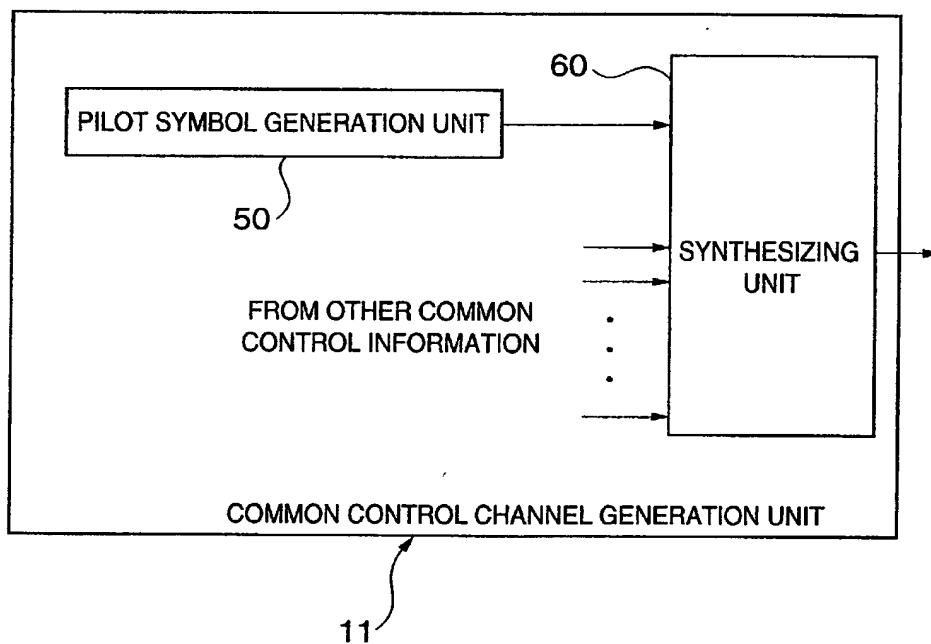 60
PILOT SYMBOL GENERATION UNIT
50
SYNTHESIZING
UNIT
FROM OTHER COMMON
CONTROL INFORMATION
COMMON CONTROL CHANNEL GENERATION UNIT
11